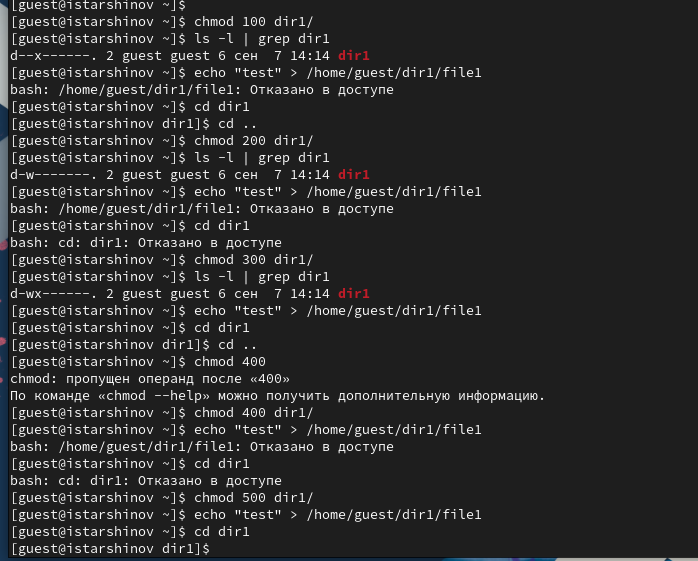 [guest@istarshinov ~]$
[guest@istarshinov ~]$ chmod 100 dir1/
[guest@istarshinov ~]$ ls -l | grep dir1
d--x------. 2 guest guest 6 сен  7 14:14 dir1
[guest@istarshinov ~]$ echo "test" > /home/guest/dir1/file1
bash: /home/guest/dir1/file1: Отказано в доступе
[guest@istarshinov ~]$ cd dir1
[guest@istarshinov dir1]$ cd ..
[guest@istarshinov ~]$ chmod 200 dir1/
[guest@istarshinov ~]$ ls -l | grep dir1
d-w-------. 2 guest guest 6 сен  7 14:14 dir1
[guest@istarshinov ~]$ echo "test" > /home/guest/dir1/file1
bash: /home/guest/dir1/file1: Отказано в доступе
[guest@istarshinov ~]$ cd dir1
bash: cd: dir1: Отказано в доступе
[guest@istarshinov ~]$ chmod 300 dir1/
[guest@istarshinov ~]$ ls -l | grep dir1
d-wx------. 2 guest guest 6 сен  7 14:14 dir1
[guest@istarshinov ~]$ echo "test" > /home/guest/dir1/file1
[guest@istarshinov ~]$ cd dir1
[guest@istarshinov dir1]$ cd ..
[guest@istarshinov ~]$ chmod 400
chmod: пропущен операнд после «400»
По команде «chmod --help» можно получить дополнительную информацию.
[guest@istarshinov ~]$ chmod 400 dir1/
[guest@istarshinov ~]$ echo "test" > /home/guest/dir1/file1
bash: /home/guest/dir1/file1: Отказано в доступе
[guest@istarshinov ~]$ cd dir1
bash: cd: dir1: Отказано в доступе
[guest@istarshinov ~]$ chmod 500 dir1/
[guest@istarshinov ~]$ echo "test" > /home/guest/dir1/file1
[guest@istarshinov ~]$ cd dir1
[guest@istarshinov dir1]$